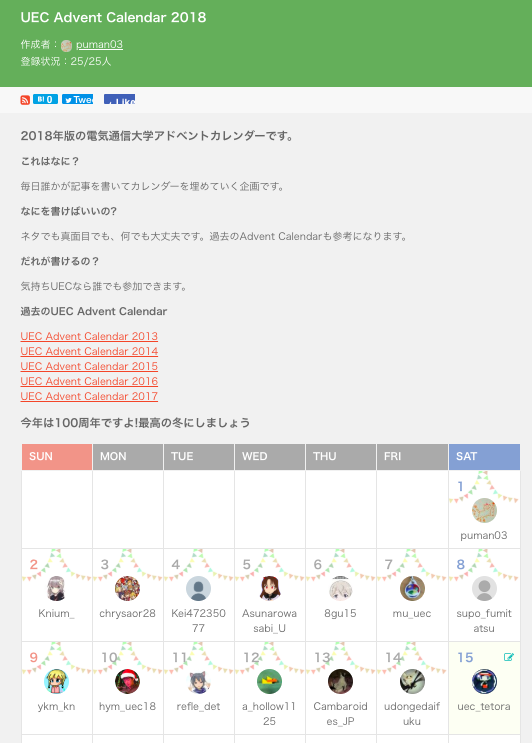 UEC Advent Calendar 2018
作成者： puman03
登録状況：25/25人
B! 0 Tweet Like
2018年版の電気通信大学アドベントカレンダーです。
これはなに？
毎日誰かが記事を書いてカレンダーを埋めていく企画です。
なにを書けばいいの?
ネタでも真面目でも、何でも大丈夫です。過去のAdvent Calendarも参考になります。
だれが書けるの？
気持ちUECなら誰でも参加できます。
過去のUEC Advent Calendar
UEC Advent Calendar 2013
UEC Advent Calendar 2014
UEC Advent Calendar 2015
UEC Advent Calendar 2016
UEC Advent Calendar 2017
今年は100周年ですよ!最高の冬にしましょう
SUN MON TUE WED THU FRI SAT
1
puman03
2 3 4 5 6 7 8
Knium_ chrysaor28 Kei472350 Asunarowa 8gu15 mu_uec supo_fumit
77 sabi_U atsu
9 10 11 12 13 14 15
ykm_kn hym_uec18 refle_det a_hollow11 Cambaroid udongedaif uec_tetora
25 es_JP uku